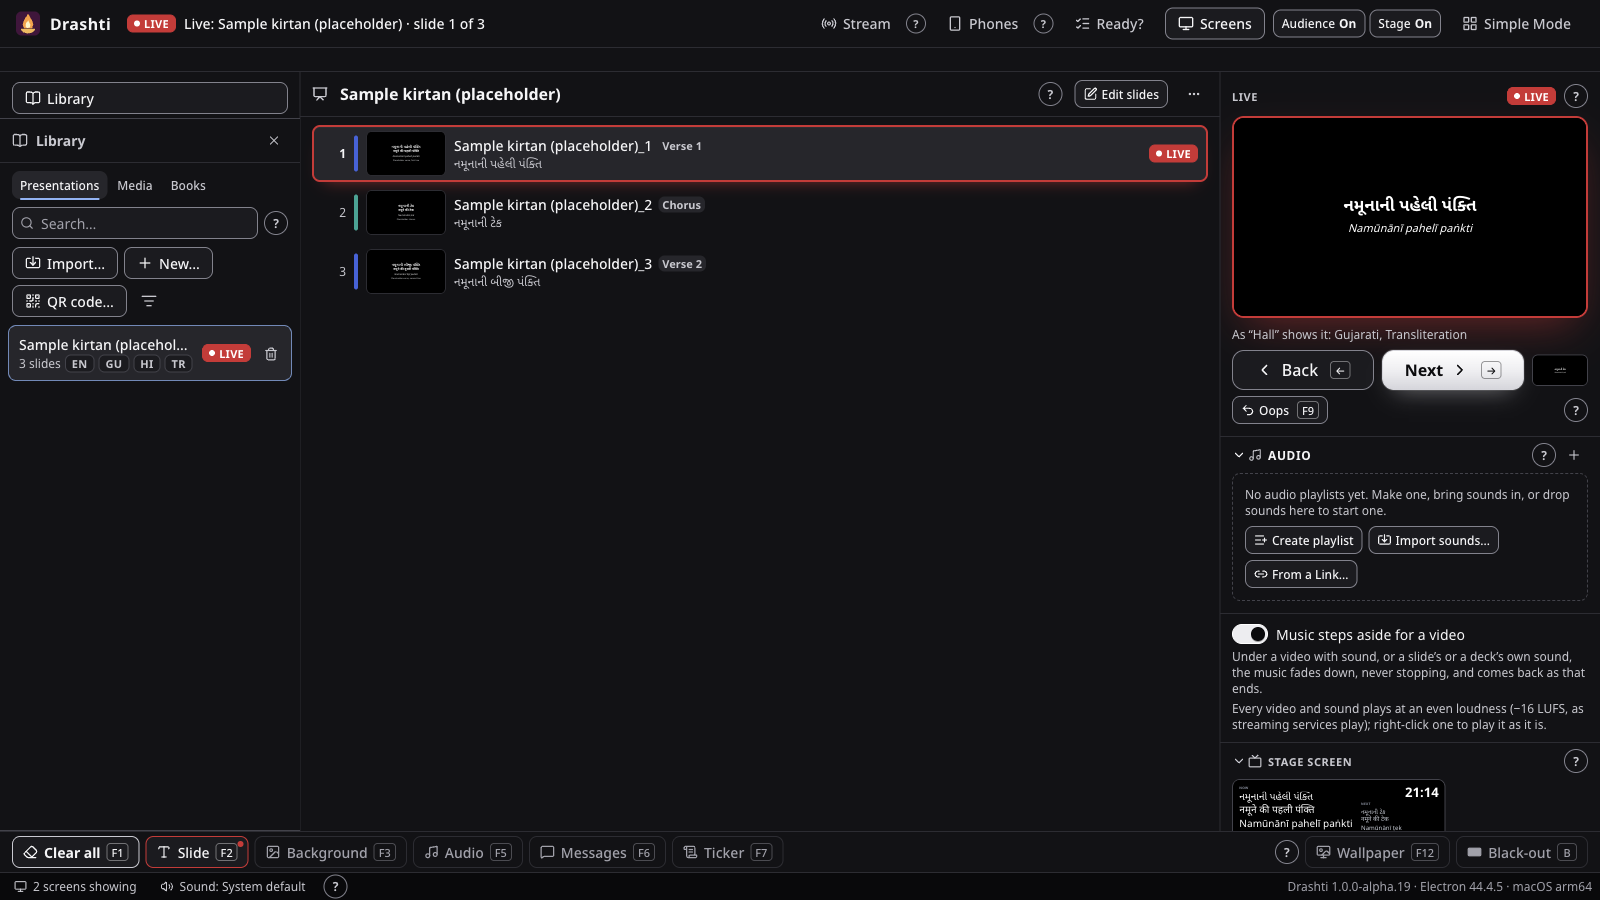 Drashti
LIVE
Live: Sample kirtan (placeholder) · slide 1 of 3
Stream
?
Phones
?
Ready?
Screens
Audience On
Stage On
Simple Mode
Library
Library
Presentations
Media
Books
Search...
?
Import...
New...
QR code...
Sample kirtan (placehol...
3 slides EN GU HI TR
LIVE
Sample kirtan (placeholder)
?
Edit slides
1
Sample kirtan (placeholder)_1 Verse 1
નમૂનાની પહેલી પંક્તિ
LIVE
2
Sample kirtan (placeholder)_2 Chorus
નમૂનાની ટેક
3
Sample kirtan (placeholder)_3 Verse 2
નમૂનાની બીજી પંક્તિ
LIVE
LIVE
?
નમૂનાની પહેલી પંક્તિ
Namūnānī pahelī paṅkti
As “Hall” shows it: Gujarati, Transliteration
Back ←
Next →
Oops F9
?
AUDIO
?
No audio playlists yet. Make one, bring sounds in, or drop
sounds here to start one.
Create playlist
Import sounds...
From a Link...
Music steps aside for a video
Under a video with sound, or a slide’s or a deck’s own sound,
the music fades down, never stopping, and comes back as that
ends.
Every video and sound plays at an even loudness (−16 LUFS, as
streaming services play); right-click one to play it as it is.
STAGE SCREEN
?
21:14
નમૂનાની પહેલી પંક્તિ
नमूने की पहली पंक्ति
Namūnānī pahelī paṅkti
નમૂનાની ટેક
नमूने की टेक
Namūnānī ṭek
Clear all F1
Slide F2
Background F3
Audio F5
Messages F6
Ticker F7
?
Wallpaper F12
Black-out B
2 screens showing
Sound: System default
?
Drashti 1.0.0-alpha.19 · Electron 44.4.5 · macOS arm64